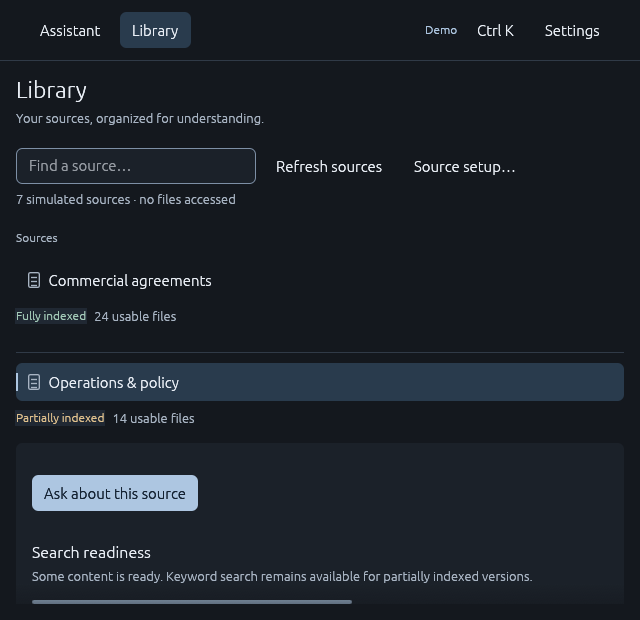 Assistant Library Demo Ctrl K Settings
Library
Your sources, organized for understanding.
Find a source… Refresh sources Source setup…
7 simulated sources · no files accessed
Sources
Commercial agreements
Fully indexed 24 usable files
Operations & policy
Partially indexed 14 usable files
Ask about this source
Search readiness
Some content is ready. Keyword search remains available for partially indexed versions.